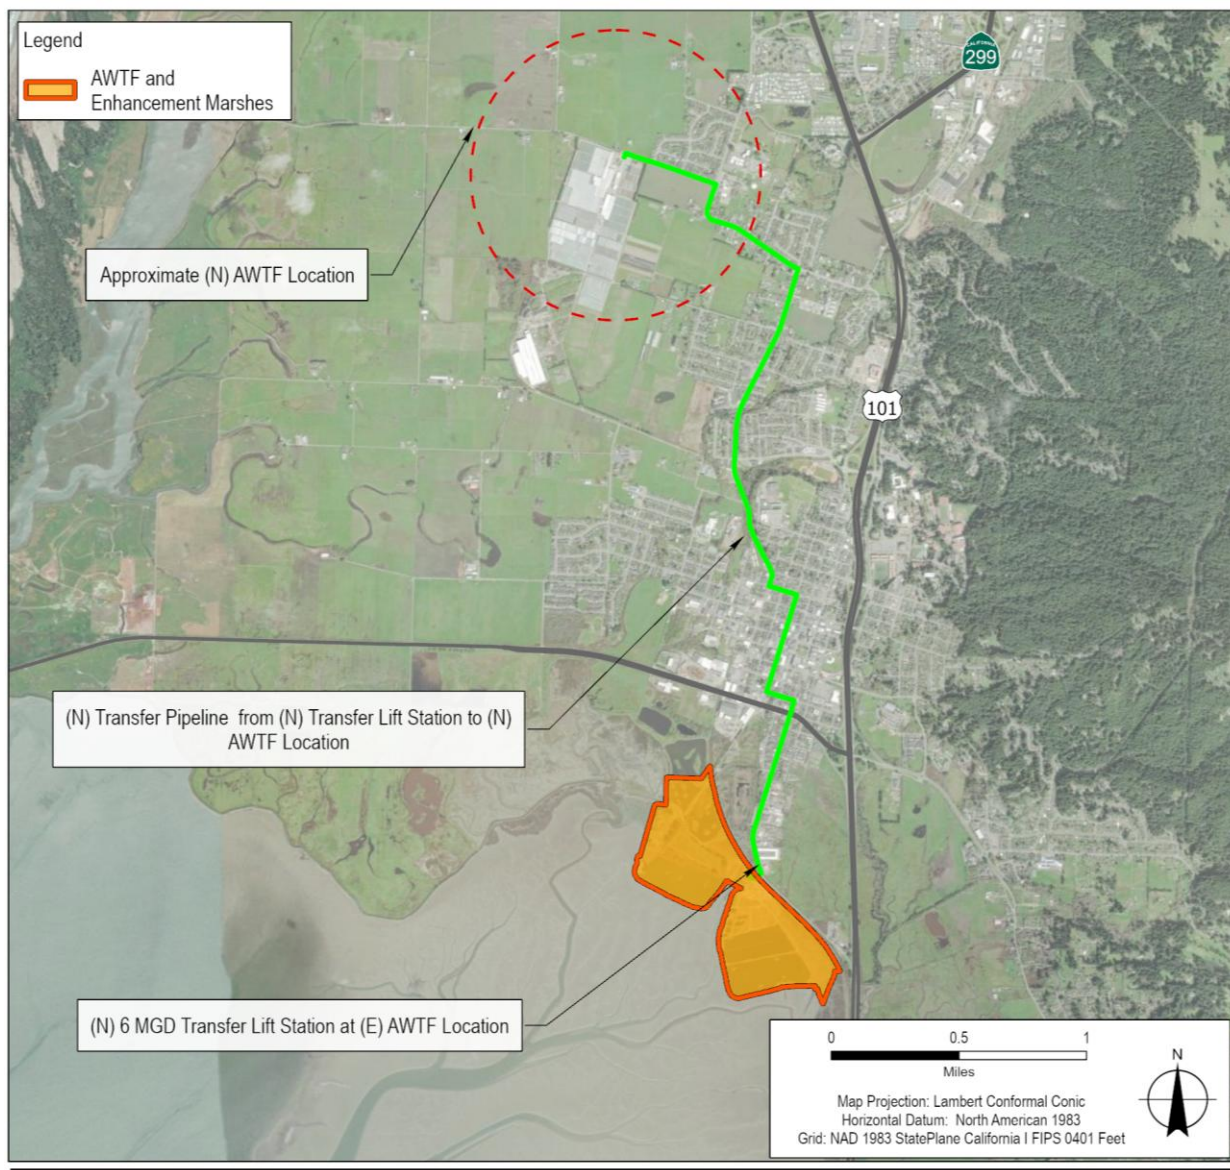 Legend
AWTF and
Enhancement Marshes
CALIFORNIA
299
Approximate (N) AWTF Location
101
(N) Transfer Pipeline from (N) Transfer Lift Station to (N)
AWTF Location
(N) 6 MGD Transfer Lift Station at (E) AWTF Location
0 0.5 1
Miles
N
Map Projection: Lambert Conformal Conic
Horizontal Datum: North American 1983
Grid: NAD 1983 StatePlane California I FIPS 0401 Feet